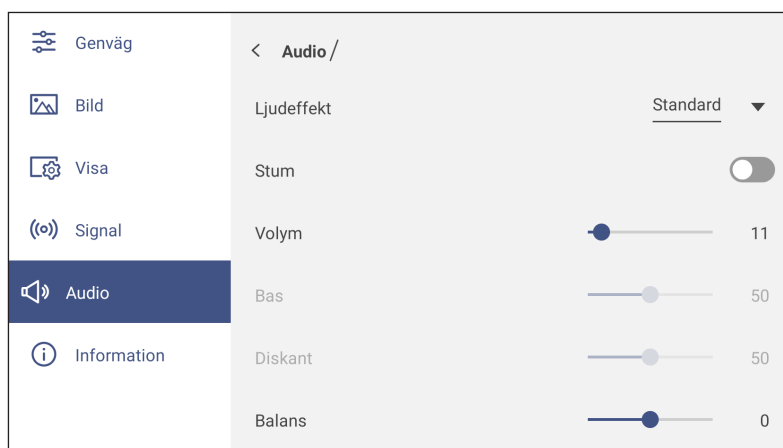 Genväg
Bild
Visa
Signal
Audio
Information
< Audio /
Ljudeffekt Standard
Stum
Volym 11
Bas 50
Diskant 50
Balans 0